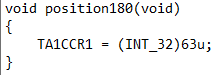 void position180(void)
{
    TA1CCR1 = (INT_32)63u;
}